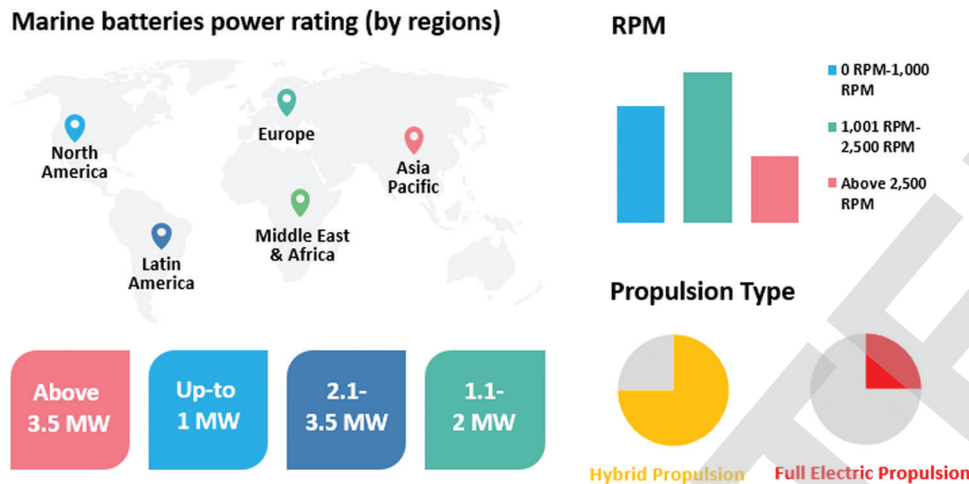 Marine batteries power rating (by regions)
North
America
Europe
Asia
Pacific
Middle East
& Africa
Latin
America
Above
3.5 MW
Up-to
1 MW
2.1-
3.5 MW
1.1-
2 MW
RPM
0 RPM-1,000
RPM
1,001 RPM-
2,500 RPM
Above 2,500
RPM
Propulsion Type
Hybrid Propulsion
Full Electric Propulsion